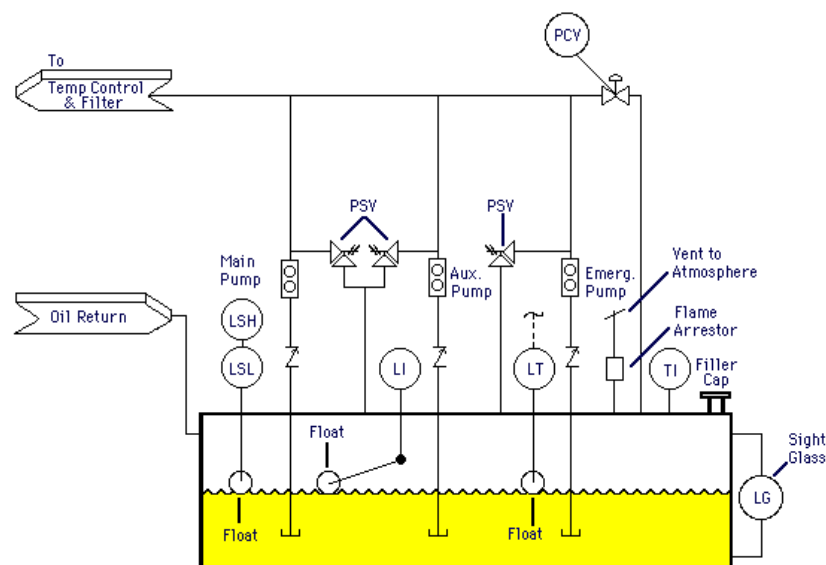 PCV
To
Temp Control
& Filter
PSV
PSV
Main
Pump
Aux.
Pump
Emerg.
Pump
Vent to
Atmosphere
Oil Return
LSH
LSL
LI
LT
Flame
Arrestor
TI
Filler
Cap
Float
Sight
Glass
LG
Float
Float